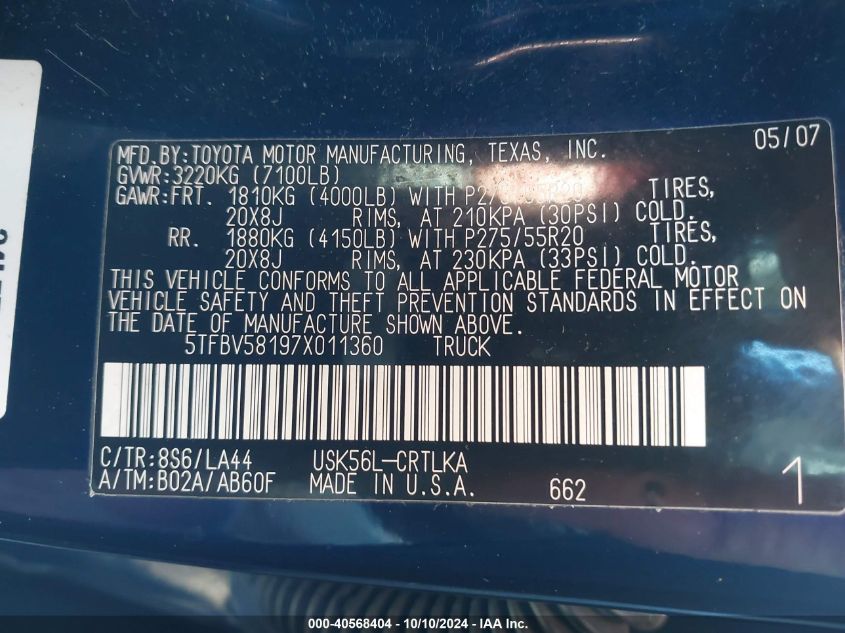 05/07
MFD.BY:TOYOTA MOTOR MANUFACTURING, TEXAS, INC.
GVWR:3220KG (7100LB)
GAWR:FRT. 1810KG (4000LB) WITH TIRES,
20X8J RIMS, AT 210KPA (30PSI) COLD.
RR. 1880KG (4150LB) WITH P275/55R20 TIRES,
20X8J RIMS, AT 230KPA (33PSI) COLD.
THIS VEHICLE CONFORMS TO ALL APPLICABLE FEDERAL MOTOR
VEHICLE SAFETY AND THEFT PREVENTION STANDARDS IN EFFECT ON
THE DATE OF MANUFACTURE SHOWN ABOVE.
5TFBV58197X011360 TRUCK
C/TR:8S6/LA44 USK56L-CRTLKA
A/TM:B02A/AB60F MADE IN U.S.A. 662 1
000-40568404 - 10/10/2024 - IAA Inc.